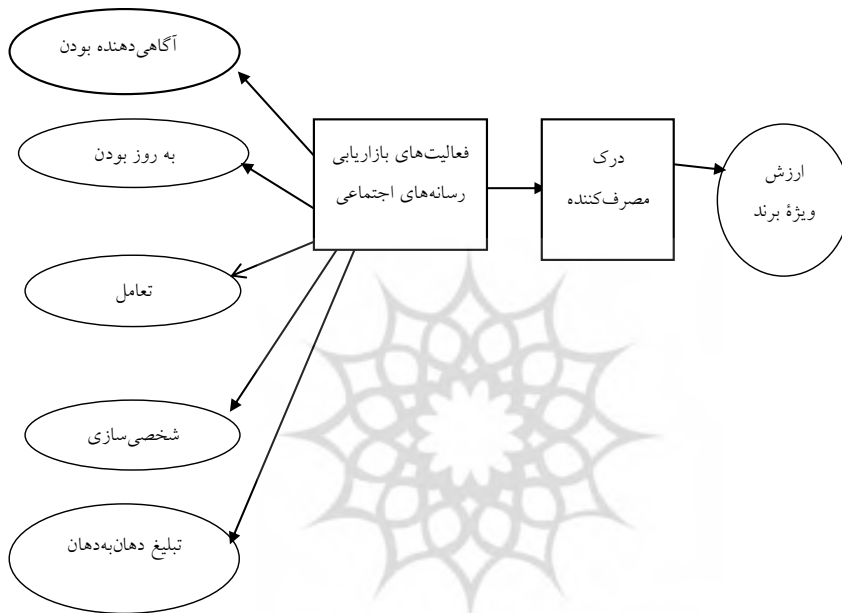 آگاهی‌دهنده بودن
به روز بودن
تعامل
شخصی‌سازی
تبلیغ دهان‌به‌دهان
فعالیت‌های بازاریابی
رسانه‌های اجتماعی
درک
مصرف‌کننده
ارزش
ویژۀ برند